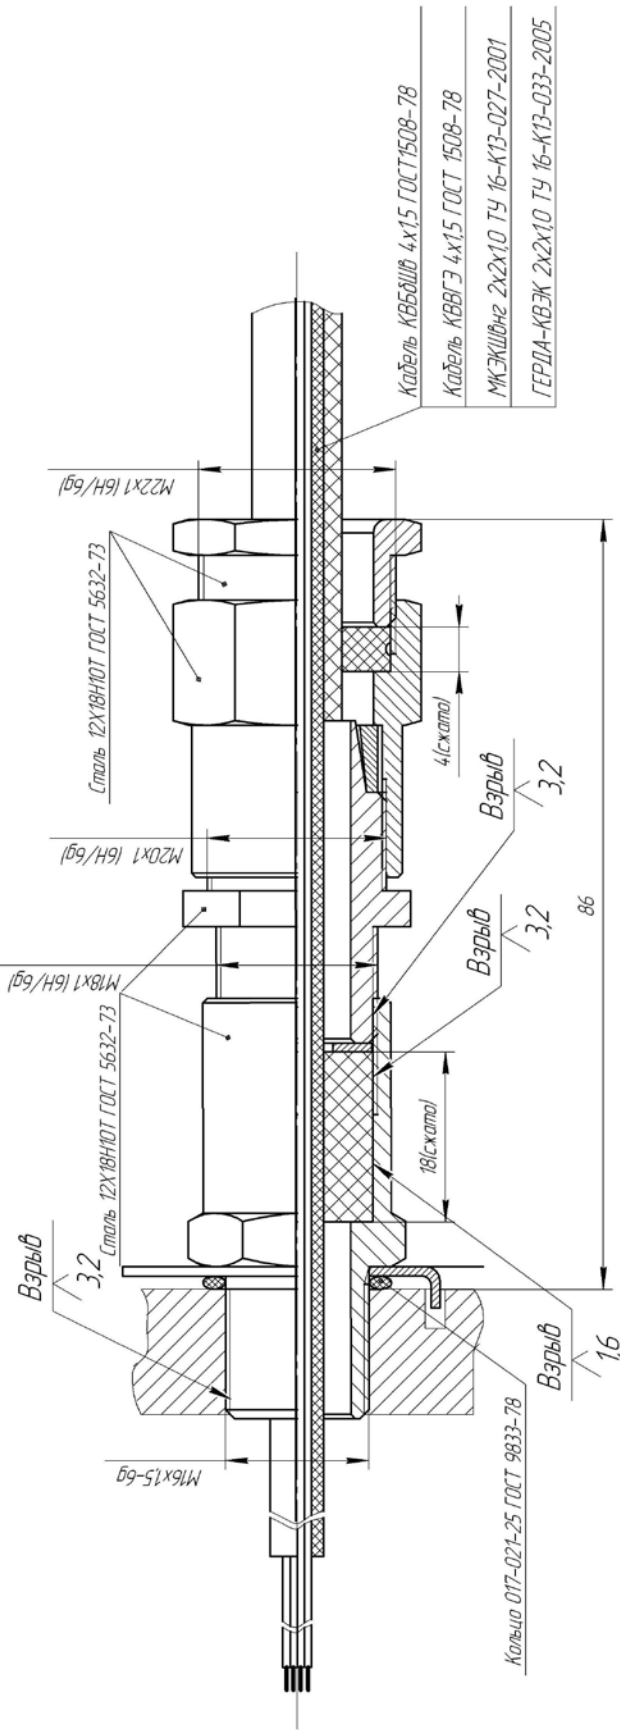 Кабель КВБбШв 4х1,5 ГОСТ1508-78
Кабель КВВГЭ 4х1,5 ГОСТ 1508-78
МКЭКШвнг 2х2х1,0 ТУ 16-К13-027-2001
ГЕРДА-КВЭК 2х2х1,0 ТУ 16-К13-033-2005
М22х1 (6Н/6g)
Сталь 12Х18Н10Т ГОСТ 5632-73
4(сжато)
М20х1 (6Н/6g)
Взрыв
3,2
Взрыв
3,2
86
М18х1 (6Н/6g)
Сталь 12Х18Н10Т ГОСТ 5632-73
18(сжато)
Взрыв
3,2
Взрыв
1,6
М16х1,5-6g
Кольцо 017-021-25 ГОСТ 9833-78